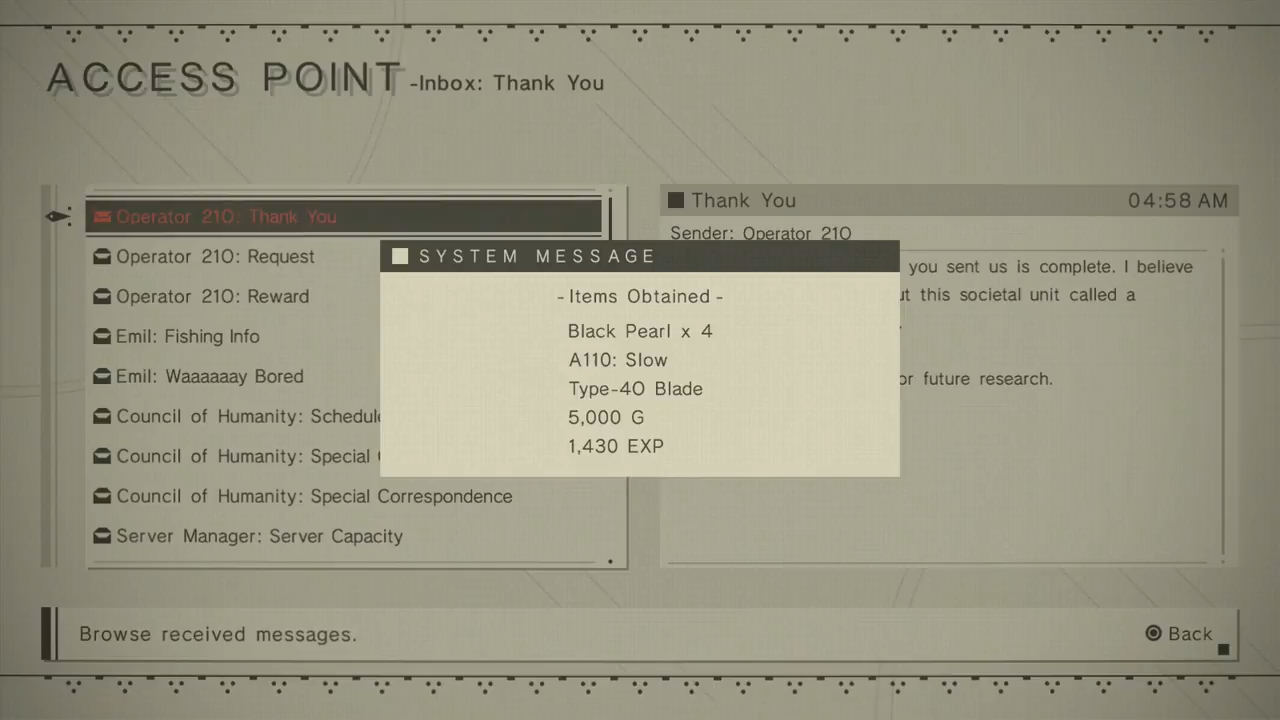 ACCESS POINT -Inbox: Thank You
Operator 21O: Thank You
Operator 21O: Request
Operator 21O: Reward
Emil: Fishing Info
Emil: Waaaaaay Bored
Council of Humanity: Schedule
Council of Humanity: Special
Council of Humanity: Special Correspondence
Server Manager: Server Capacity
Thank You 04:58 AM
Sender: Operator 21O
you sent us is complete. I believe
this societal unit called a
for future research.
SYSTEM MESSAGE
- Items Obtained -
Black Pearl x 4
A110: Slow
Type-4O Blade
5,000 G
1,430 EXP
Browse received messages.
Back